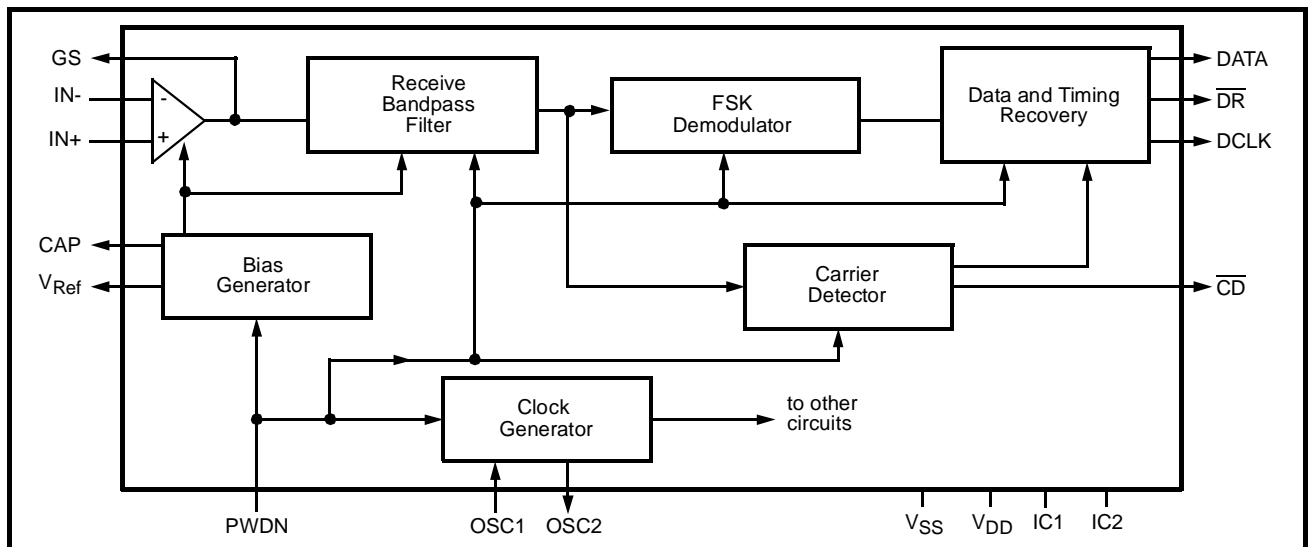 GS
IN-
IN+
-
+
Receive
Bandpass
Filter
FSK
Demodulator
Data and Timing
Recovery
DATA
DR
DCLK
CAP
VRef
Bias
Generator
Carrier
Detector
CD
Clock
Generator
to other
circuits
PWDN
OSC1
OSC2
VSS
VDD
IC1
IC2